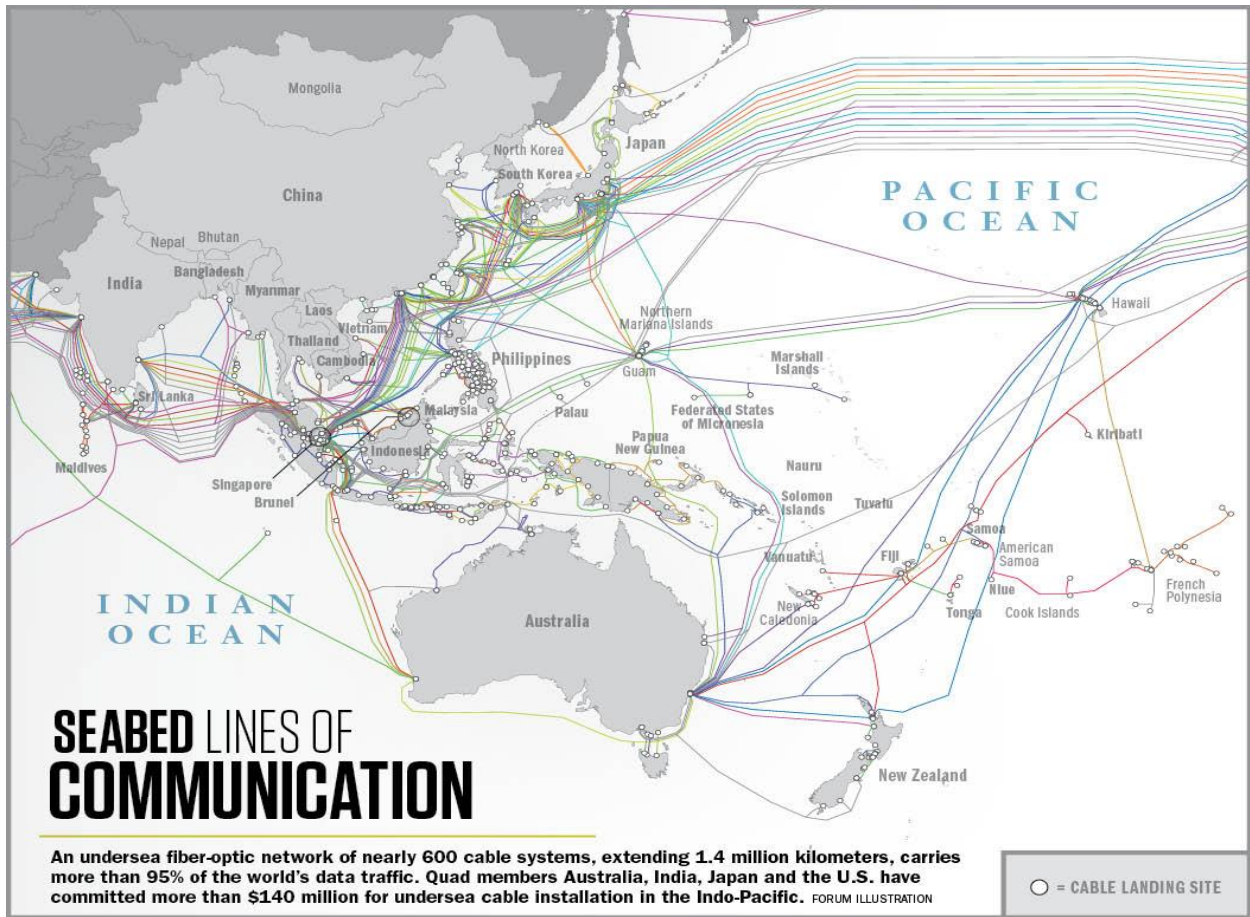 Mongolia
North Korea
Japan
South Korea
China
PACIFIC
OCEAN
Nepal
Bhutan
Bangladesh
India
Myanmar
Laos
Vietnam
Thailand
Cambodia
Philippines
Northern
Mariana Islands
Hawaii
Guam
Marshall
Islands
Sri Lanka
Malaysia
Palau
Federated States
of Micronesia
Kiribati
Maldives
Indonesia
Papua
New Guinea
Nauru
Singapore
Brunei
Solomon
Islands
Tuvalu
Samoa
American
Samoa
Vanuatu
Fiji
Niue
French
Polynesia
INDIAN
OCEAN
New
Caledonia
Tonga
Cook Islands
Australia
New Zealand
SEABED LINES OF
COMMUNICATION
An undersea fiber-optic network of nearly 600 cable systems, extending 1.4 million kilometers, carries
more than 95% of the world's data traffic. Quad members Australia, India, Japan and the U.S. have
committed more than $140 million for undersea cable installation in the Indo-Pacific. FORUM ILLUSTRATION
= CABLE LANDING SITE